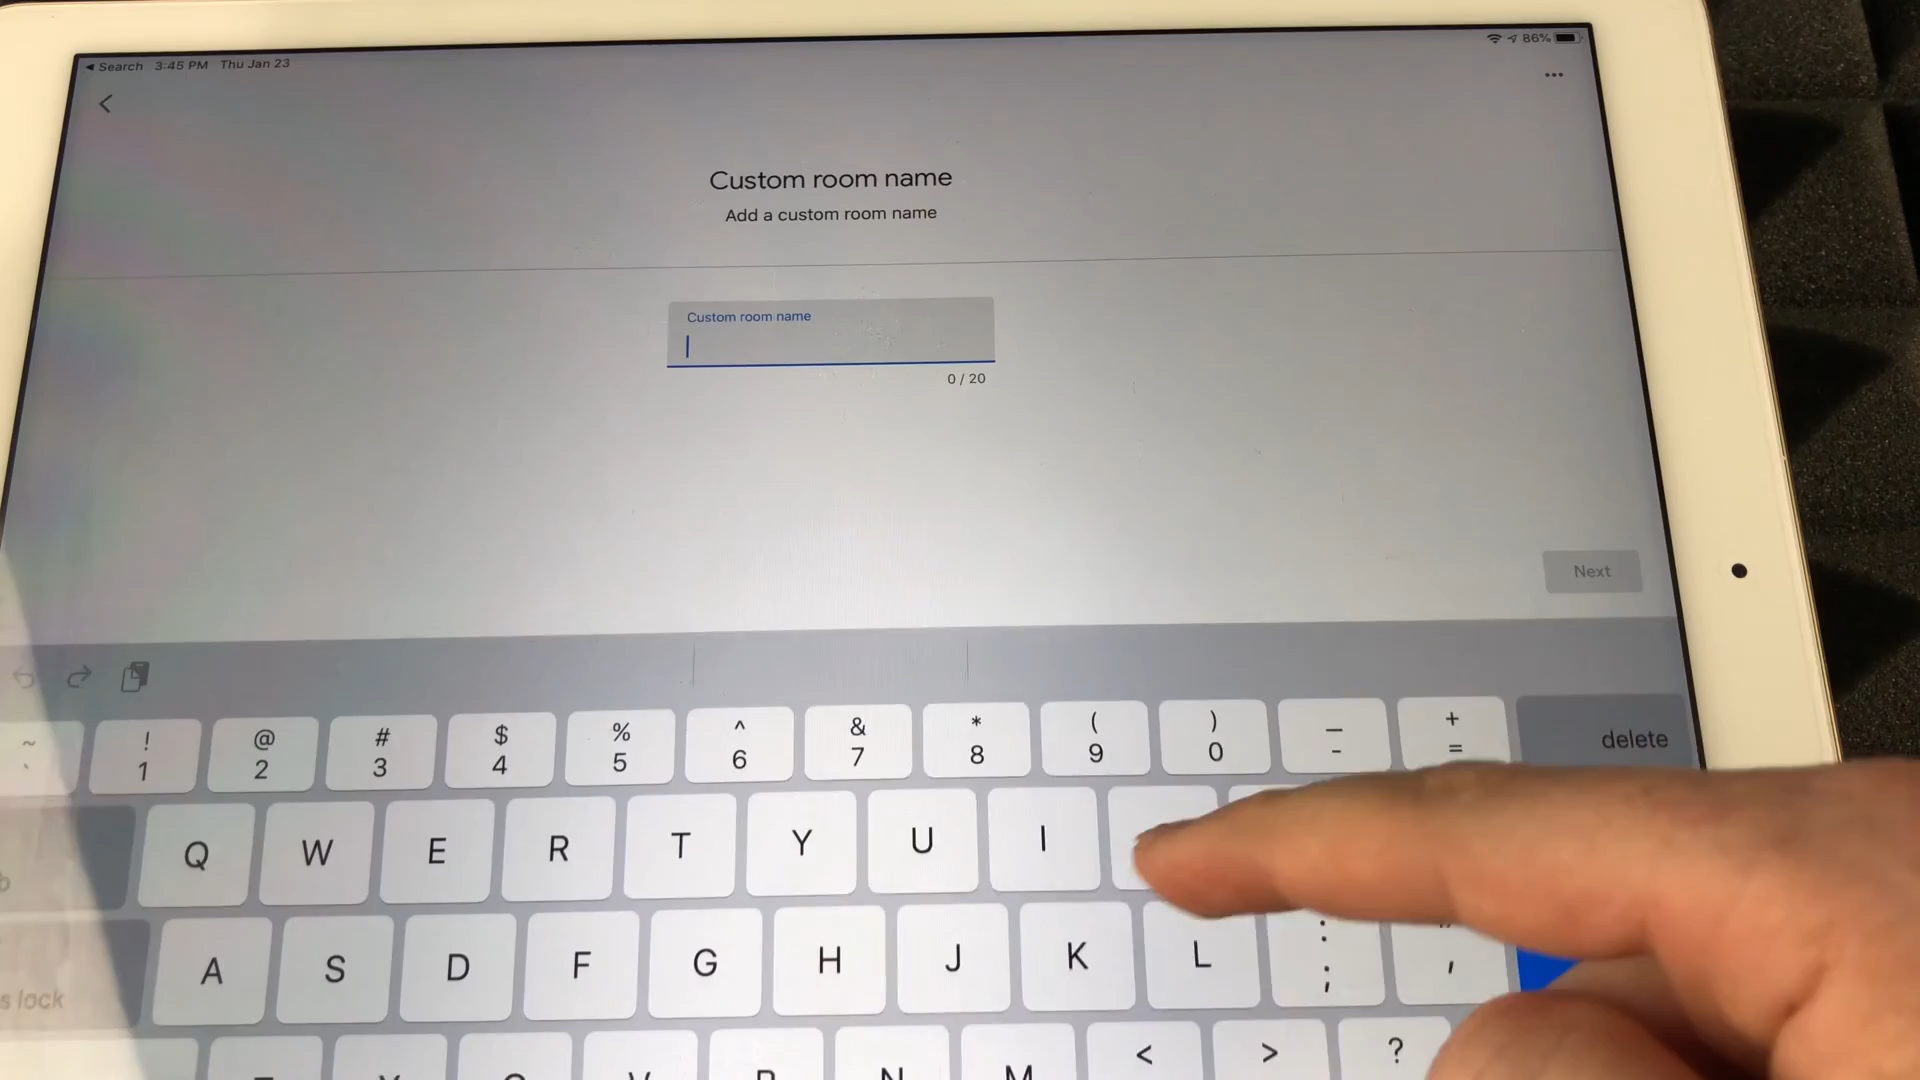 Search 3:45 PM Thu Jan 23
86%
Custom room name
Add a custom room name
Custom room name
0 / 20
Next
~ ! @ # $ % ^ & * ( ) _ +
` 1 2 3 4 5 6 7 8 9 0 - =
delete
Q W E R T Y U I
A S D F G H J K L : ;
s lock
N M < > ?